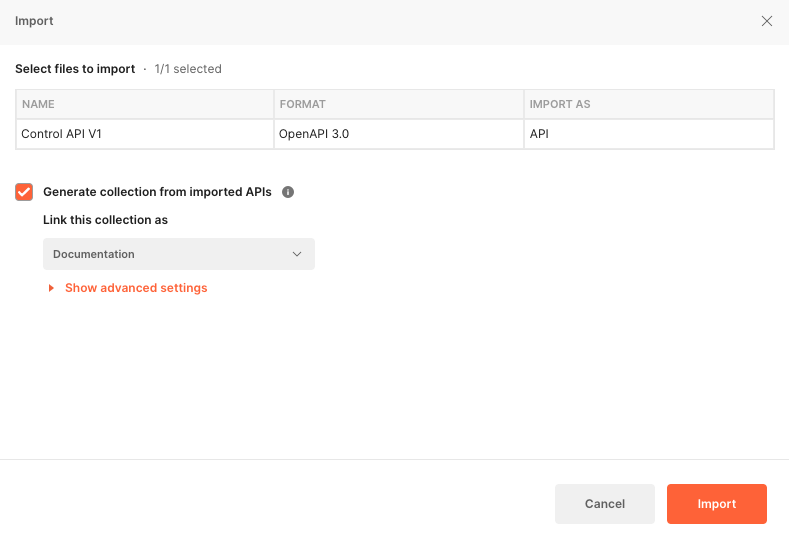 Import
Select files to import · 1/1 selected
NAME FORMAT IMPORT AS
Control API V1 OpenAPI 3.0 API
Generate collection from imported APIs
Link this collection as
Documentation
Show advanced settings
Cancel Import